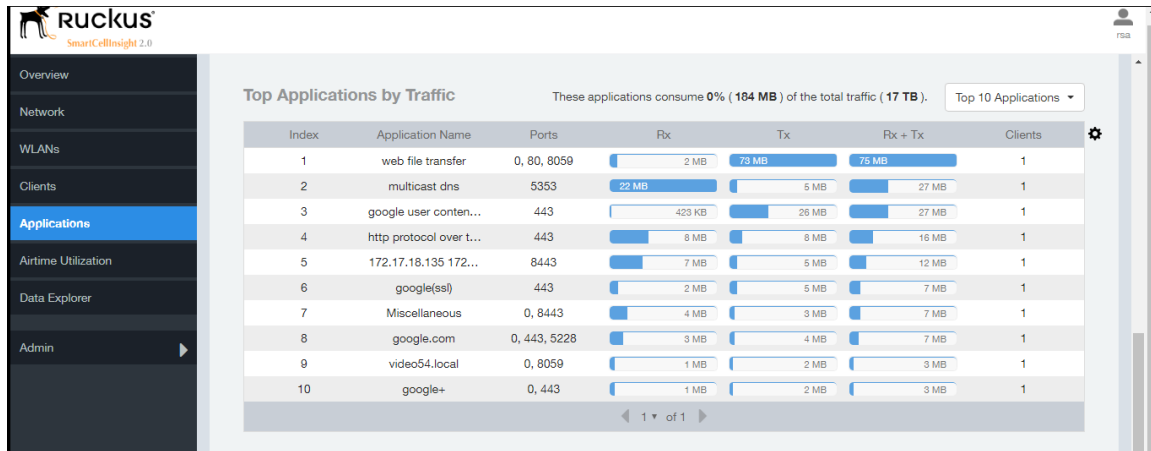 RUCKUS
SmartCellInsight 2.0
rsa
Overview
Network
WLANs
Clients
Applications
Airtime Utilization
Data Explorer
Admin
Top Applications by Traffic
These applications consume 0% ( 184 MB ) of the total traffic ( 17 TB ).
Top 10 Applications
Index Application Name Ports Rx Tx Rx + Tx Clients
1 web file transfer 0, 80, 8059 2 MB 73 MB 75 MB 1
2 multicast dns 5353 22 MB 5 MB 27 MB 1
3 google user conten... 443 423 KB 26 MB 27 MB 1
4 http protocol over t... 443 8 MB 8 MB 16 MB 1
5 172.17.18.135 172... 8443 7 MB 5 MB 12 MB 1
6 google(ssl) 443 2 MB 5 MB 7 MB 1
7 Miscellaneous 0, 8443 4 MB 3 MB 7 MB 1
8 google.com 0, 443, 5228 3 MB 4 MB 7 MB 1
9 video54.local 0, 8059 1 MB 2 MB 3 MB 1
10 google+ 0, 443 1 MB 2 MB 3 MB 1
1 of 1